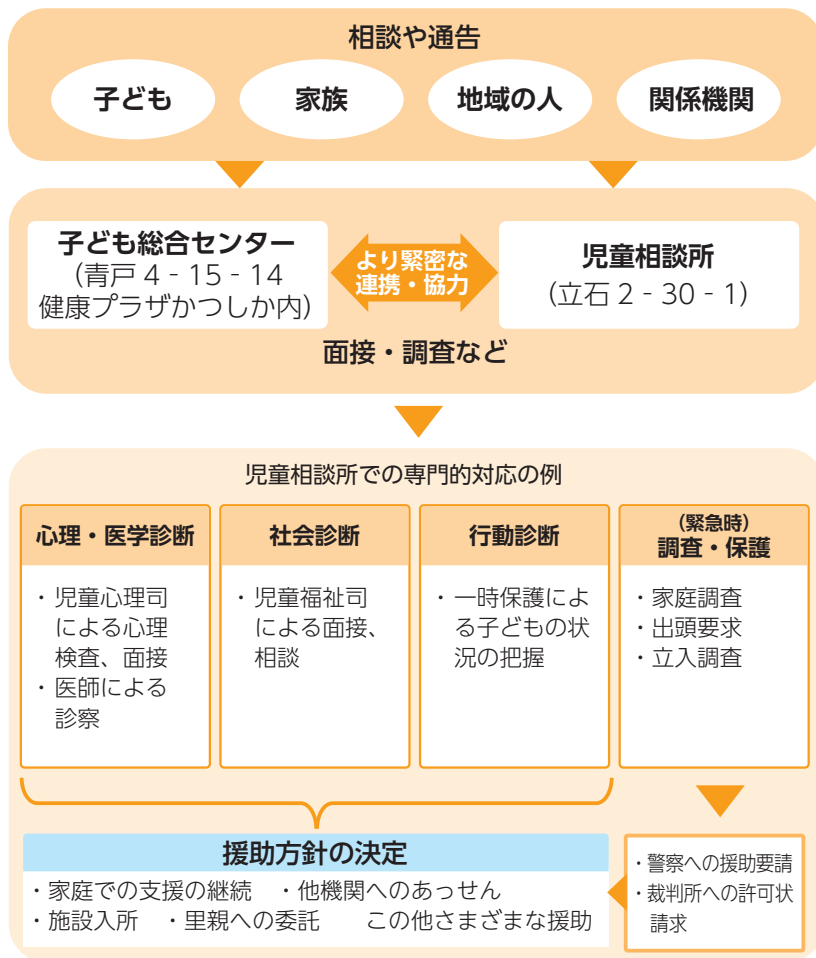 相談や通告
子ども
家族
地域の人
関係機関
子ども総合センター
(青戸 4 - 15 - 14
健康プラザかつしか内)
より緊密な
連携・協力
児童相談所
(立石 2 - 30 - 1)
面接・調査など
児童相談所での専門的対応の例
心理・医学診断
・児童心理司
による心理
検査、面接
・医師による
診察
社会診断
・児童福祉司
による面接、
相談
行動診断
・一時保護によ
る子どもの状
況の把握
(緊急時)
調査・保護
・家庭調査
・出頭要求
・立入調査
援助方針の決定
・家庭での支援の継続 ・他機関へのあっせん
・施設入所 ・里親への委託 この他さまざまな援助
・警察への援助要請
・裁判所への許可状
請求